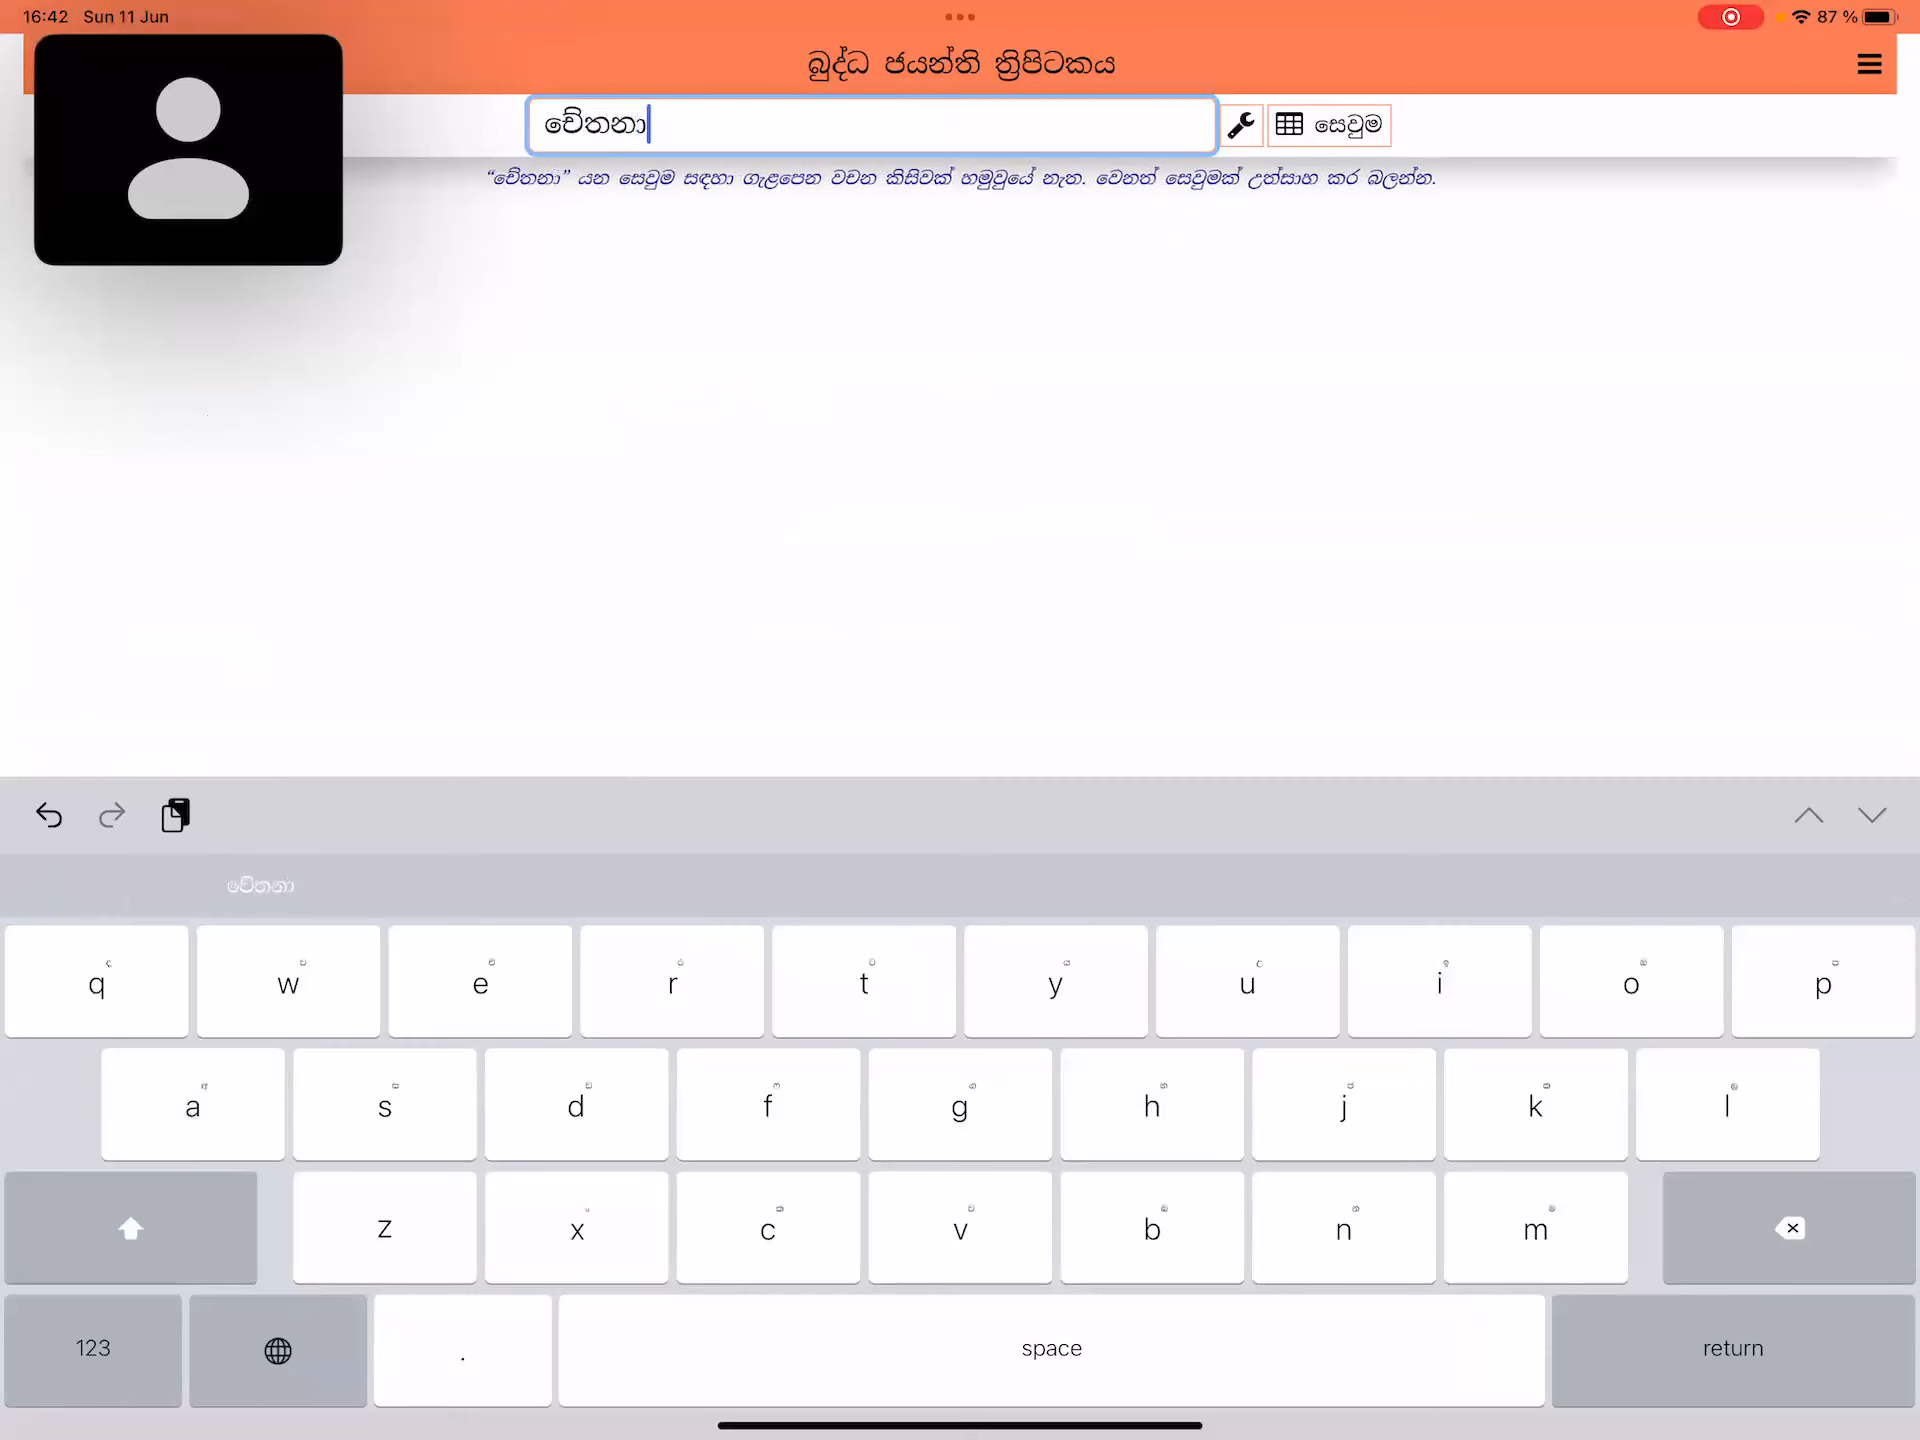 16:42 Sun 11 Jun
87 %
බුද්ධ ජයන්ති ත්‍රිපිටකය
චේතනා
සෙවුම
“චේතනා” යන සෙවුම සඳහා ගැළපෙන වචන කිසිවක් හමුවුයේ නැත. වෙනත් සෙවුමක් උත්සාහ කර බලන්න.
චේතනා
q w e r t y u i o p
a s d f g h j k l
z x c v b n m
123 . space return